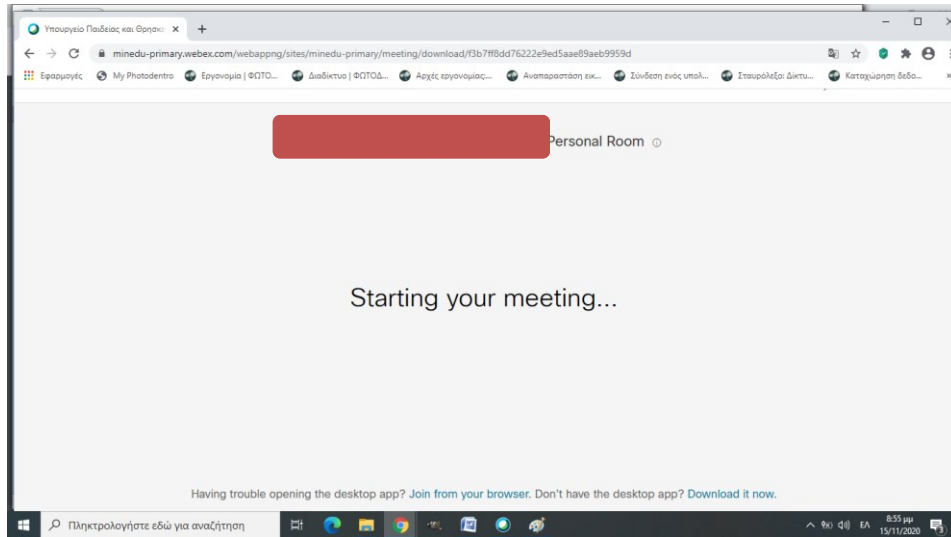 Υπουργείο Παιδείας και Θρησκε
minedu-primary.webex.com/webappng/sites/minedu-primary/meeting/download/f3b7ff8dd76222e9ed5aae89aeb9959d
Εφαρμογές My Photodentro Εργονομία | ΦΩΤΟ... Διαδίκτυο | ΦΩΤΟΔ... Αρχές εργονομίας... Αναπαράσταση εικ... Σύνδεση ενός υπολ... Σταυρόλεξο: Δίκτυ... Καταχώρηση δεδο...
Personal Room
Starting your meeting...
Having trouble opening the desktop app? Join from your browser. Don't have the desktop app? Download it now.
Πληκτρολογήστε εδώ για αναζήτηση
ΕΛ
8:55 μμ
15/11/2020
3